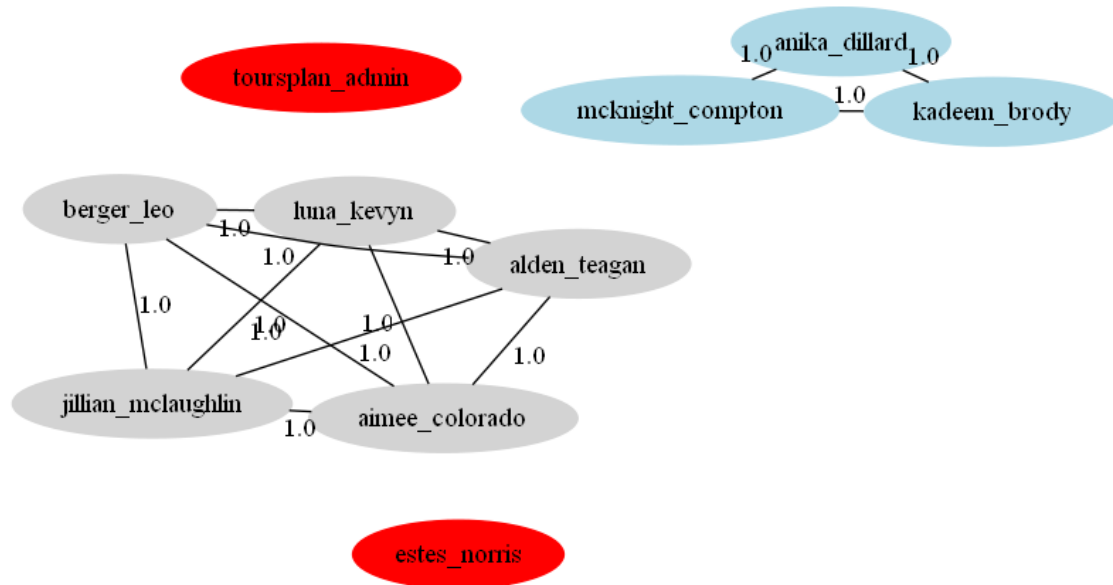 anika_dillard
1.0
1.0
toursplan_admin
mcknight_compton
1.0
kadeem_brody
berger_leo
luna_kevyn
1.0
1.0
1.0
alden_teagan
1.0
1.0
1.0
1.0
1.0
1.0
jillian_mclaughlin
aimee_colorado
1.0
estes_norris